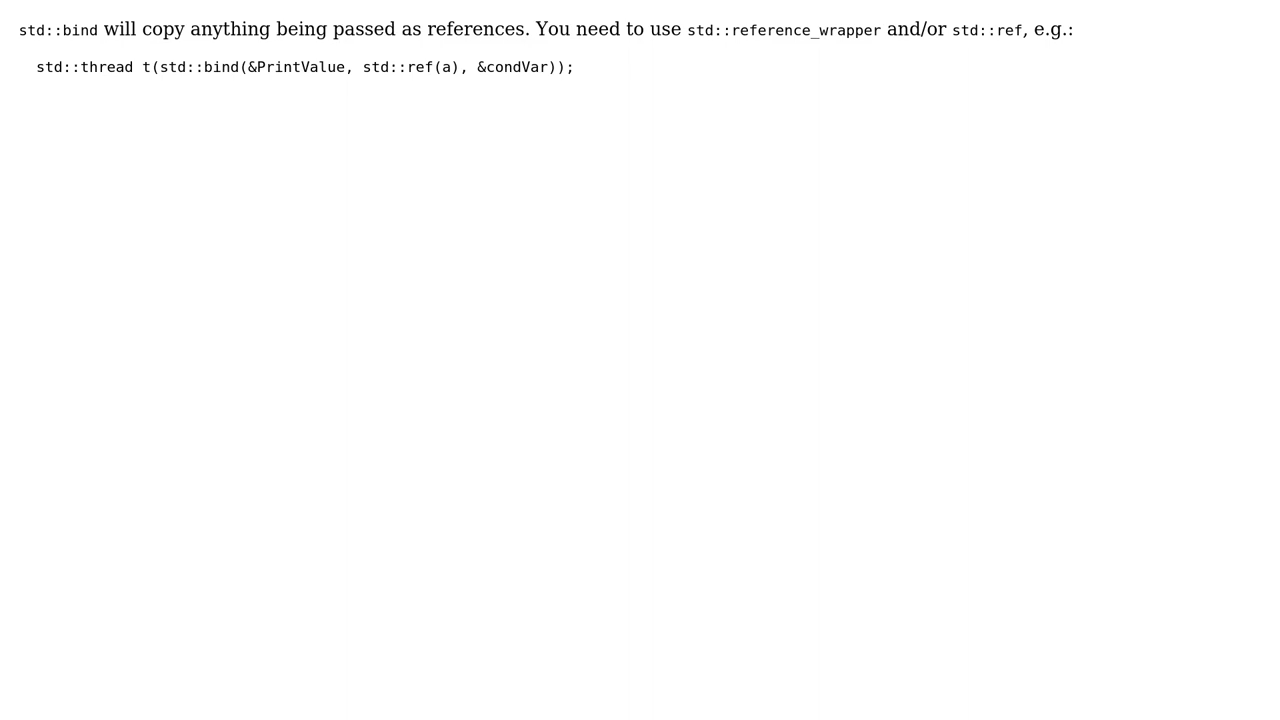 std::bind will copy anything being passed as references. You need to use std::reference_wrapper and/or std::ref, e.g.:
std::thread t(std::bind(&PrintValue, std::ref(a), &condVar));